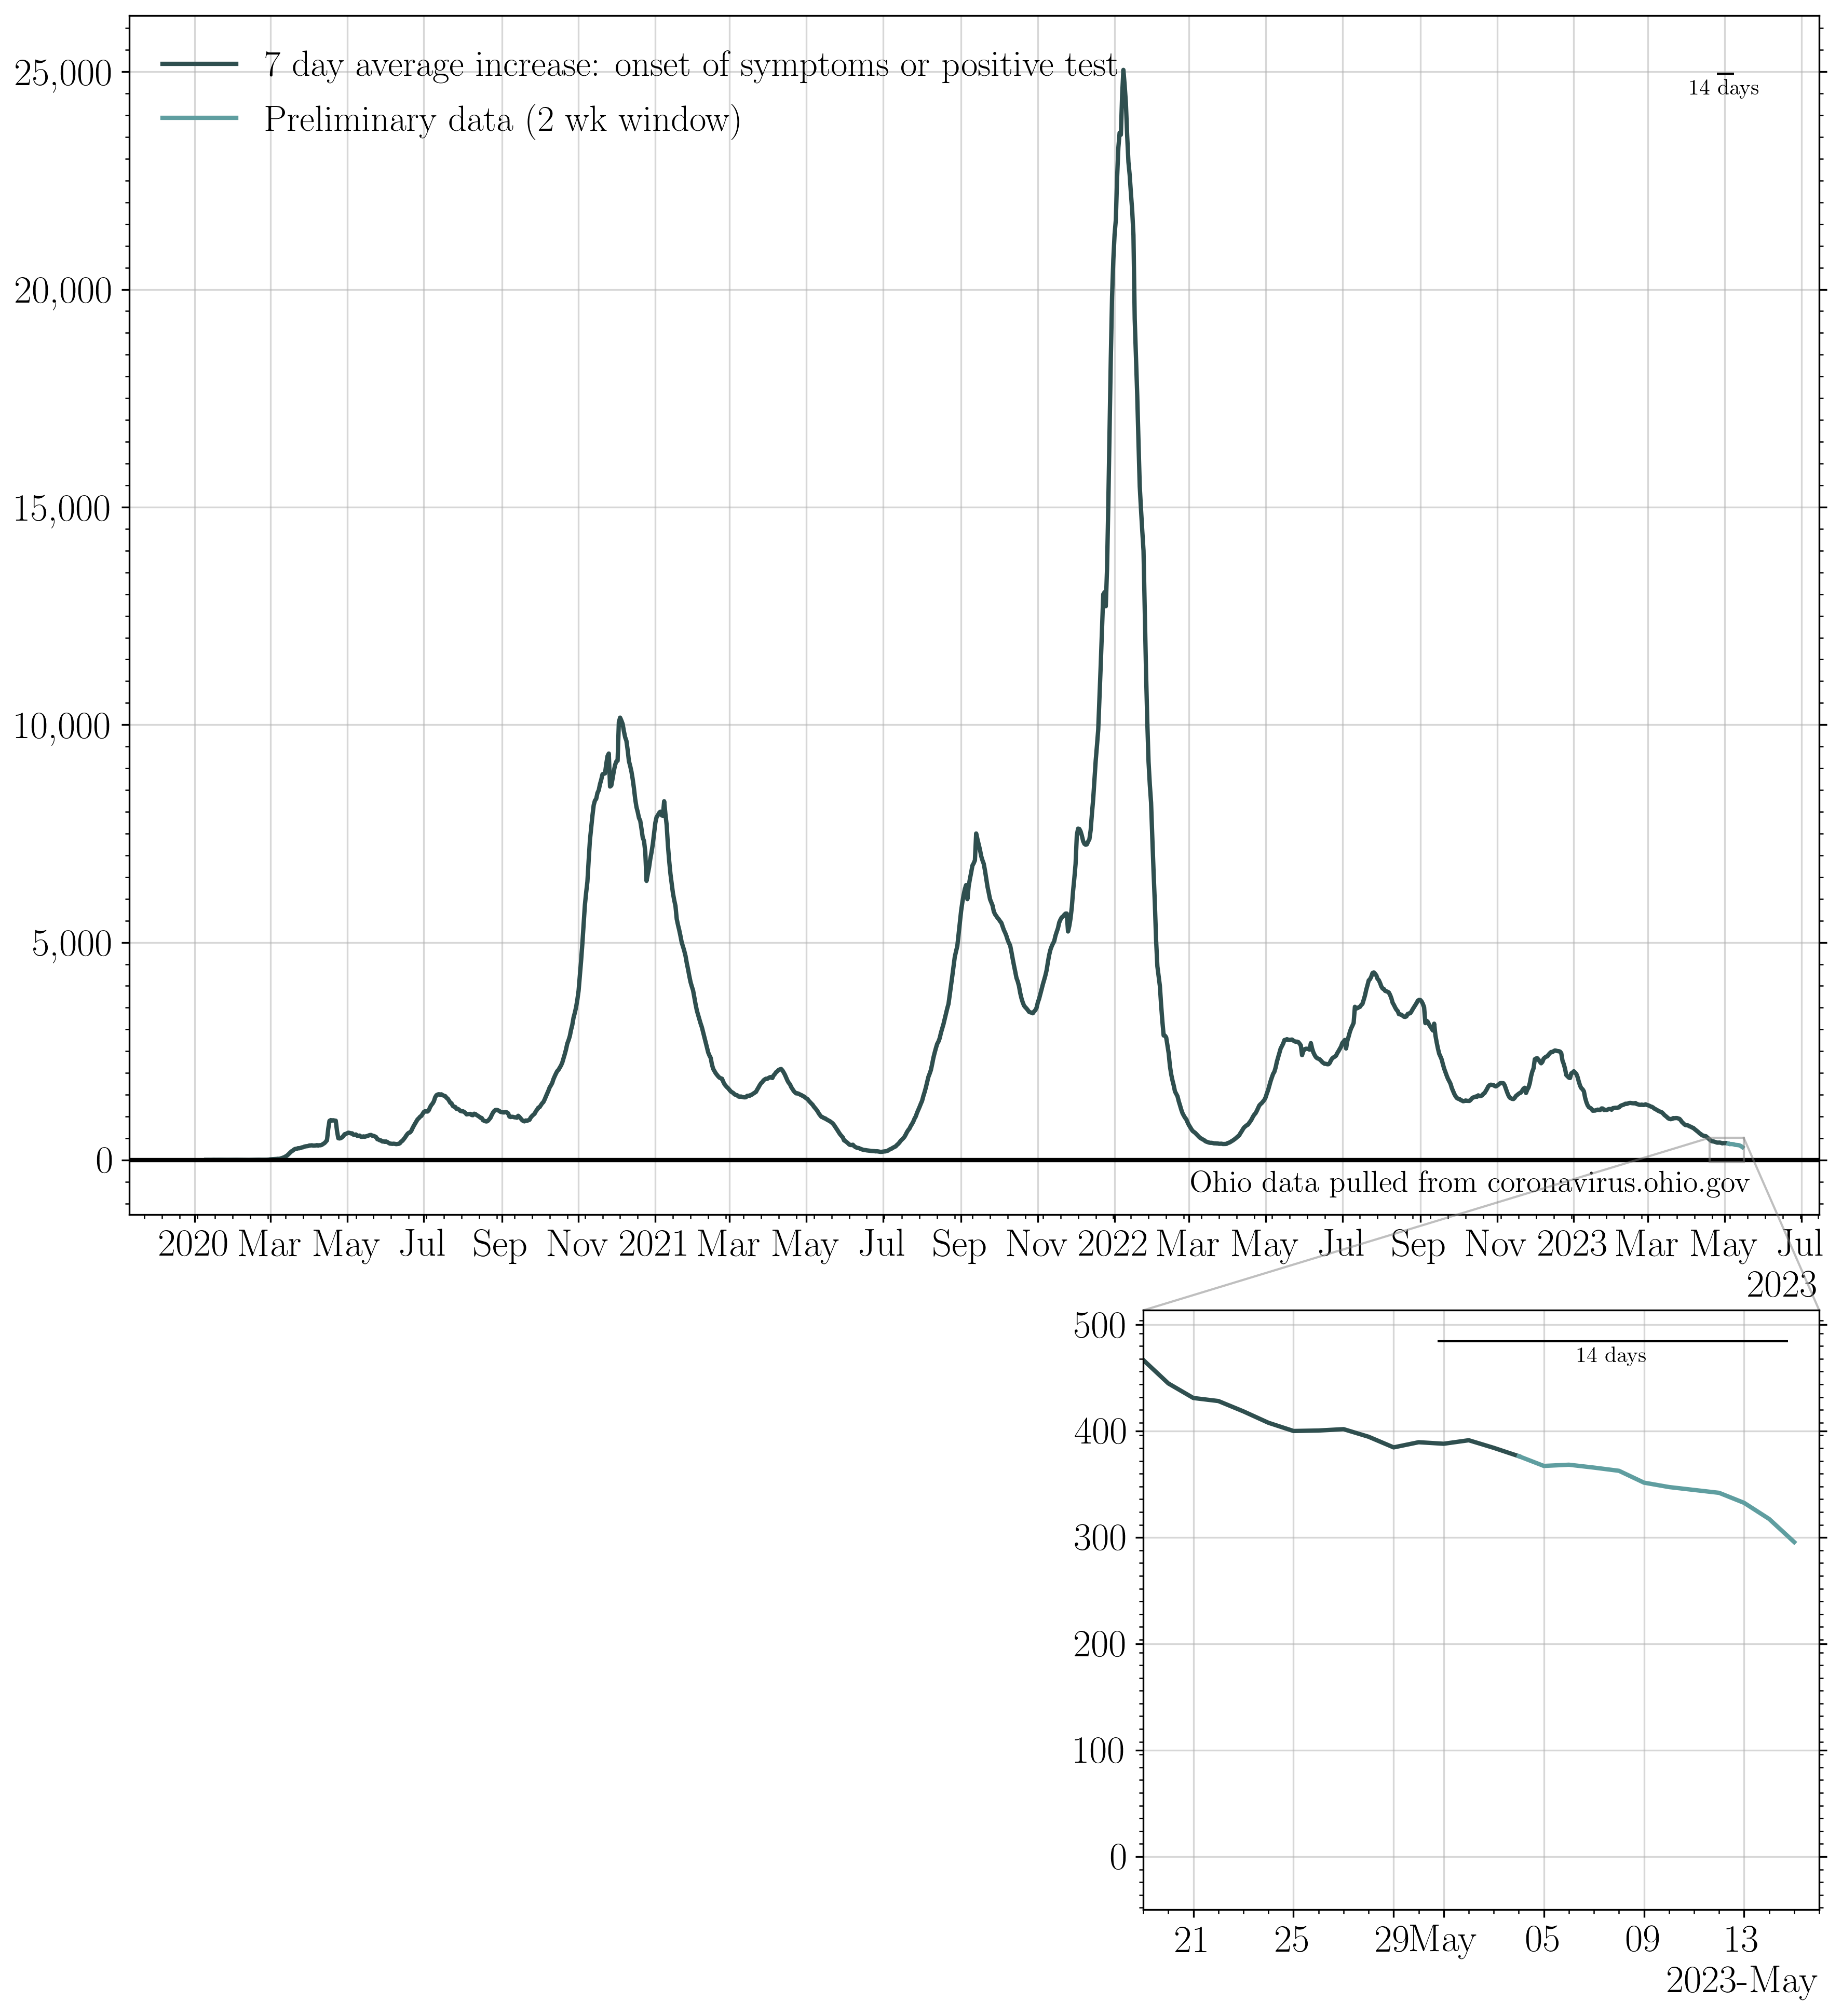 7 day average increase: onset of symptoms or positive test
Preliminary data (2 wk window)
14 days
25,000
20,000
15,000
10,000
5,000
0
Ohio data pulled from coronavirus.ohio.gov
2020 Mar May Jul Sep Nov 2021 Mar May Jul Sep Nov 2022 Mar May Jul Sep Nov 2023 Mar May Jul
2023
14 days
500
400
300
200
100
0
21 25 29 May 05 09 13
2023-May